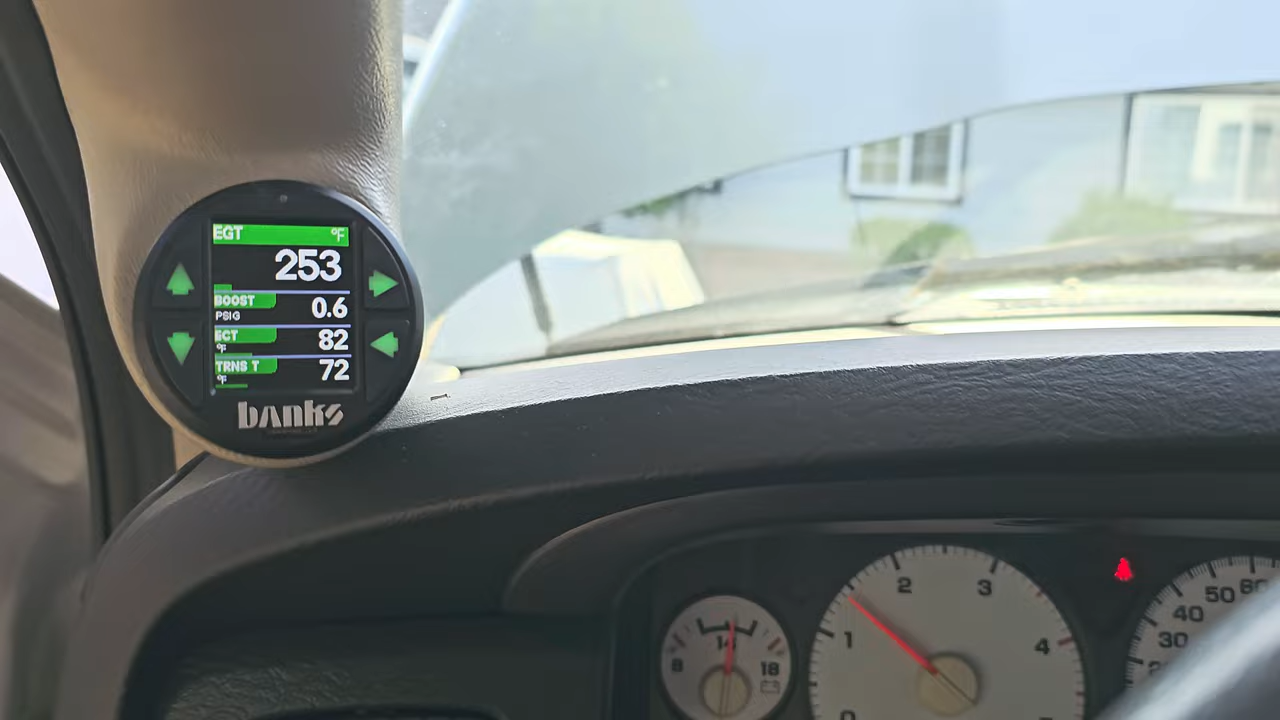 EGT °F
253
BOOST
PSIG 0.6
ECT
°F 82
TRNS T
°F 72
banks
8 14 18
0 1 2 3 4
30 40 50 60